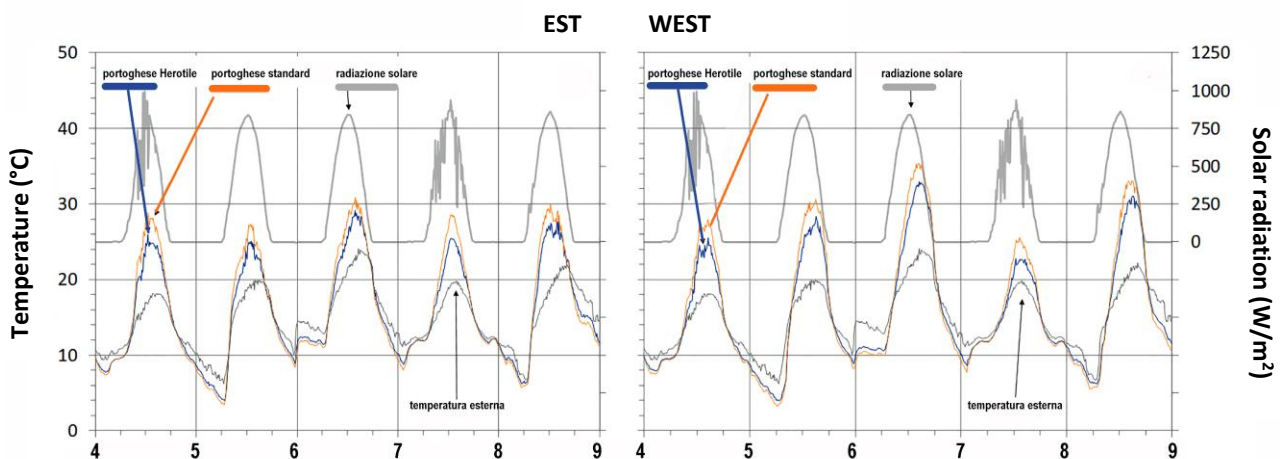 EST WEST
Temperature (°C)
50
40
30
20
10
0
portoghese Herotile portoghese standard radiazione solare
temperatura esterna
4 5 6 7 8 9
portoghese Herotile portoghese standard radiazione solare
temperatura esterna
4 5 6 7 8 9
1250
1000
750
500
250
0
Solar radiation (W/m²)